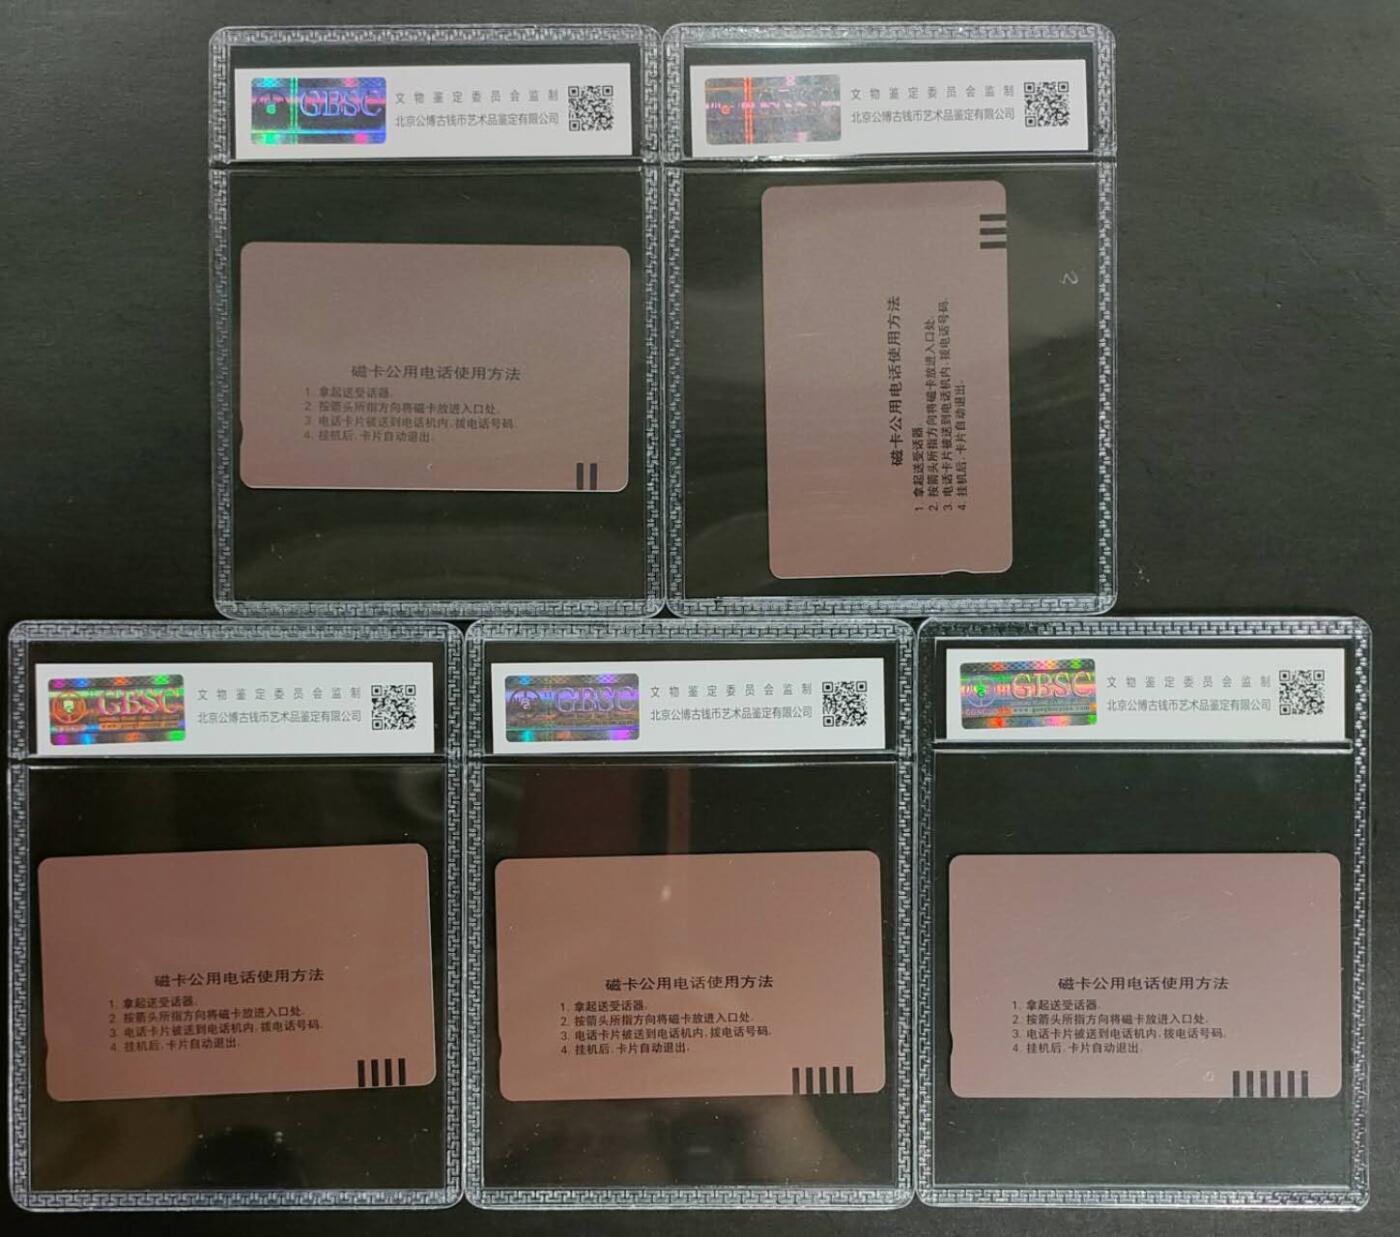 GBSC
文物鉴定委员会监制
北京公博古钱币艺术品鉴定有限公司
磁卡公用电话使用方法
1. 拿起送受话器.
2. 按箭头所指方向将磁卡放进入口处.
3. 电话卡片被送到电话机内. 拨电话号码.
4. 挂机后. 卡片自动退出.
GBSC
文物鉴定委员会监制
北京公博古钱币艺术品鉴定有限公司
磁卡公用电话使用方法
1 拿起送受话器
2. 按箭头所指方向将磁卡放进入口处.
3. 电话卡片被送到电话机内. 拨电话号码.
4. 挂机后. 卡片自动退出.
2
GBSC
文物鉴定委员会监制
北京公博古钱币艺术品鉴定有限公司
磁卡公用电话使用方法
1. 拿起送受话器.
2. 按箭头所指方向将磁卡放进入口处.
3. 电话卡片被送到电话机内. 拨电话号码.
4. 挂机后. 卡片自动退出.
GBSC
文物鉴定委员会监制
北京公博古钱币艺术品鉴定有限公司
磁卡公用电话使用方法
1. 拿起送受话器.
2. 按箭头所指方向将磁卡放进入口处.
3. 电话卡片被送到电话机内. 拨电话号码.
4. 挂机后. 卡片自动退出.
GBSC
文物鉴定委员会监制
北京公博古钱币艺术品鉴定有限公司
磁卡公用电话使用方法
1. 拿起送受话器.
2. 按箭头所指方向将磁卡放进入口处.
3. 电话卡片被送到电话机内. 拨电话号码.
4. 挂机后. 卡片自动退出.